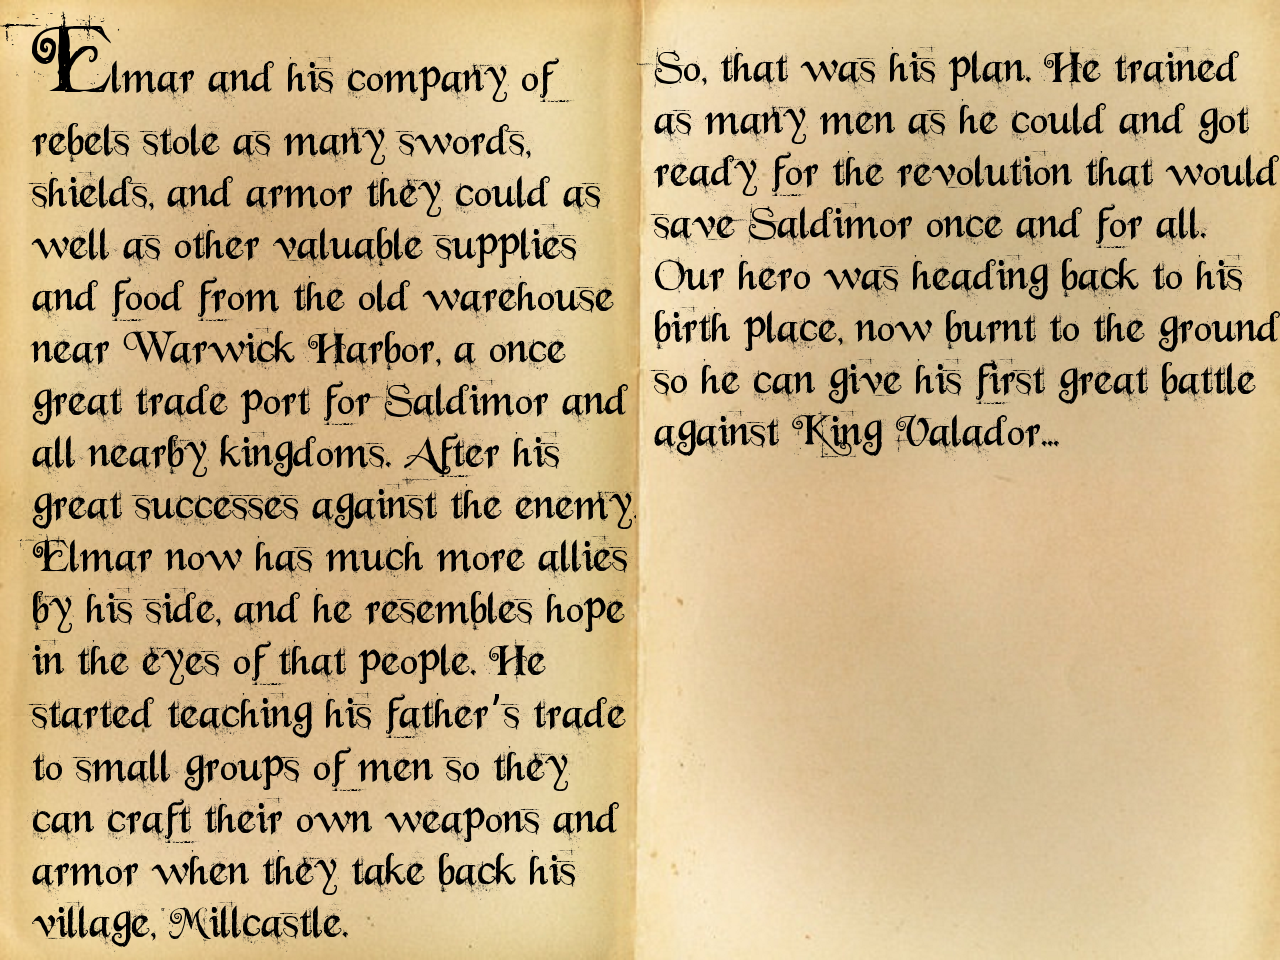 Elmar and his company of
rebels stole as many swords,
shields, and armor they could as
well as other valuable supplies
and food from the old warehouse
near Warwick Harbor, a once
great trade port for Saldimor and
all nearby kingdoms. After his
great successes against the enemy,
Elmar now has much more allies
by his side, and he resembles hope
in the eyes of that people. He
started teaching his father's trade
to small groups of men so they
can craft their own weapons and
armor when they take back his
village, Millcastle.
So, that was his plan. He trained
as many men as he could and got
ready for the revolution that would
save Saldimor once and for all.
Our hero was heading back to his
birth place, now burnt to the ground
so he can give his first great battle
against King Valador...